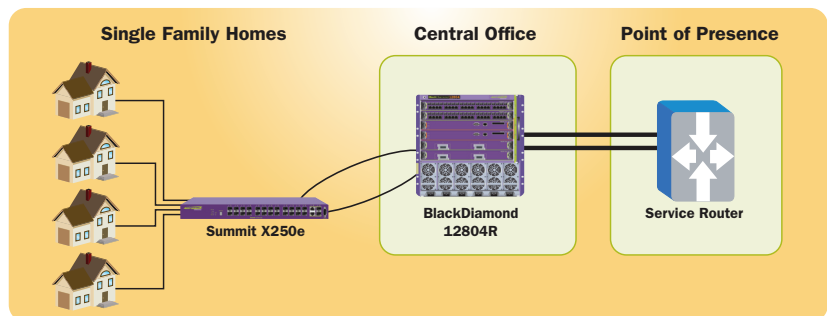 Single Family Homes
Central Office
Point of Presence
Summit X250e
BlackDiamond
12804R
Service Router